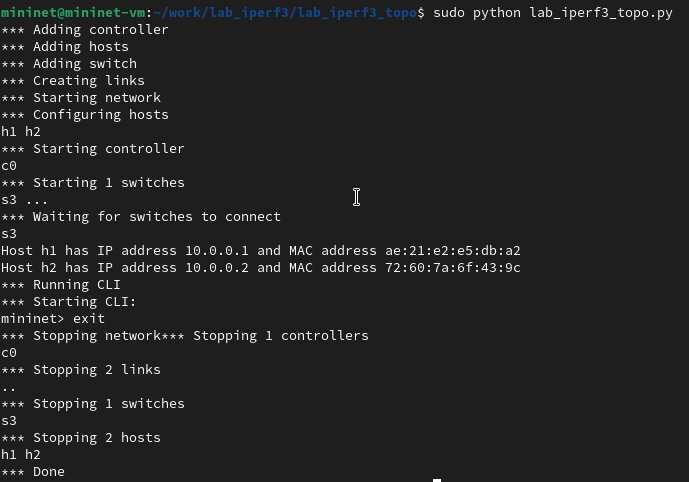 mininet@mininet-vm:~/work/lab_iperf3/lab_iperf3_topo$ sudo python lab_iperf3_topo.py
*** Adding controller
*** Adding hosts
*** Adding switch
*** Creating links
*** Starting network
*** Configuring hosts
h1 h2
*** Starting controller
c0
*** Starting 1 switches
s3 ...
*** Waiting for switches to connect
s3
Host h1 has IP address 10.0.0.1 and MAC address ae:21:e2:e5:db:a2
Host h2 has IP address 10.0.0.2 and MAC address 72:60:7a:6f:43:9c
*** Running CLI
*** Starting CLI:
mininet> exit
*** Stopping network*** Stopping 1 controllers
c0
*** Stopping 2 links
..
*** Stopping 1 switches
s3
*** Stopping 2 hosts
h1 h2
*** Done